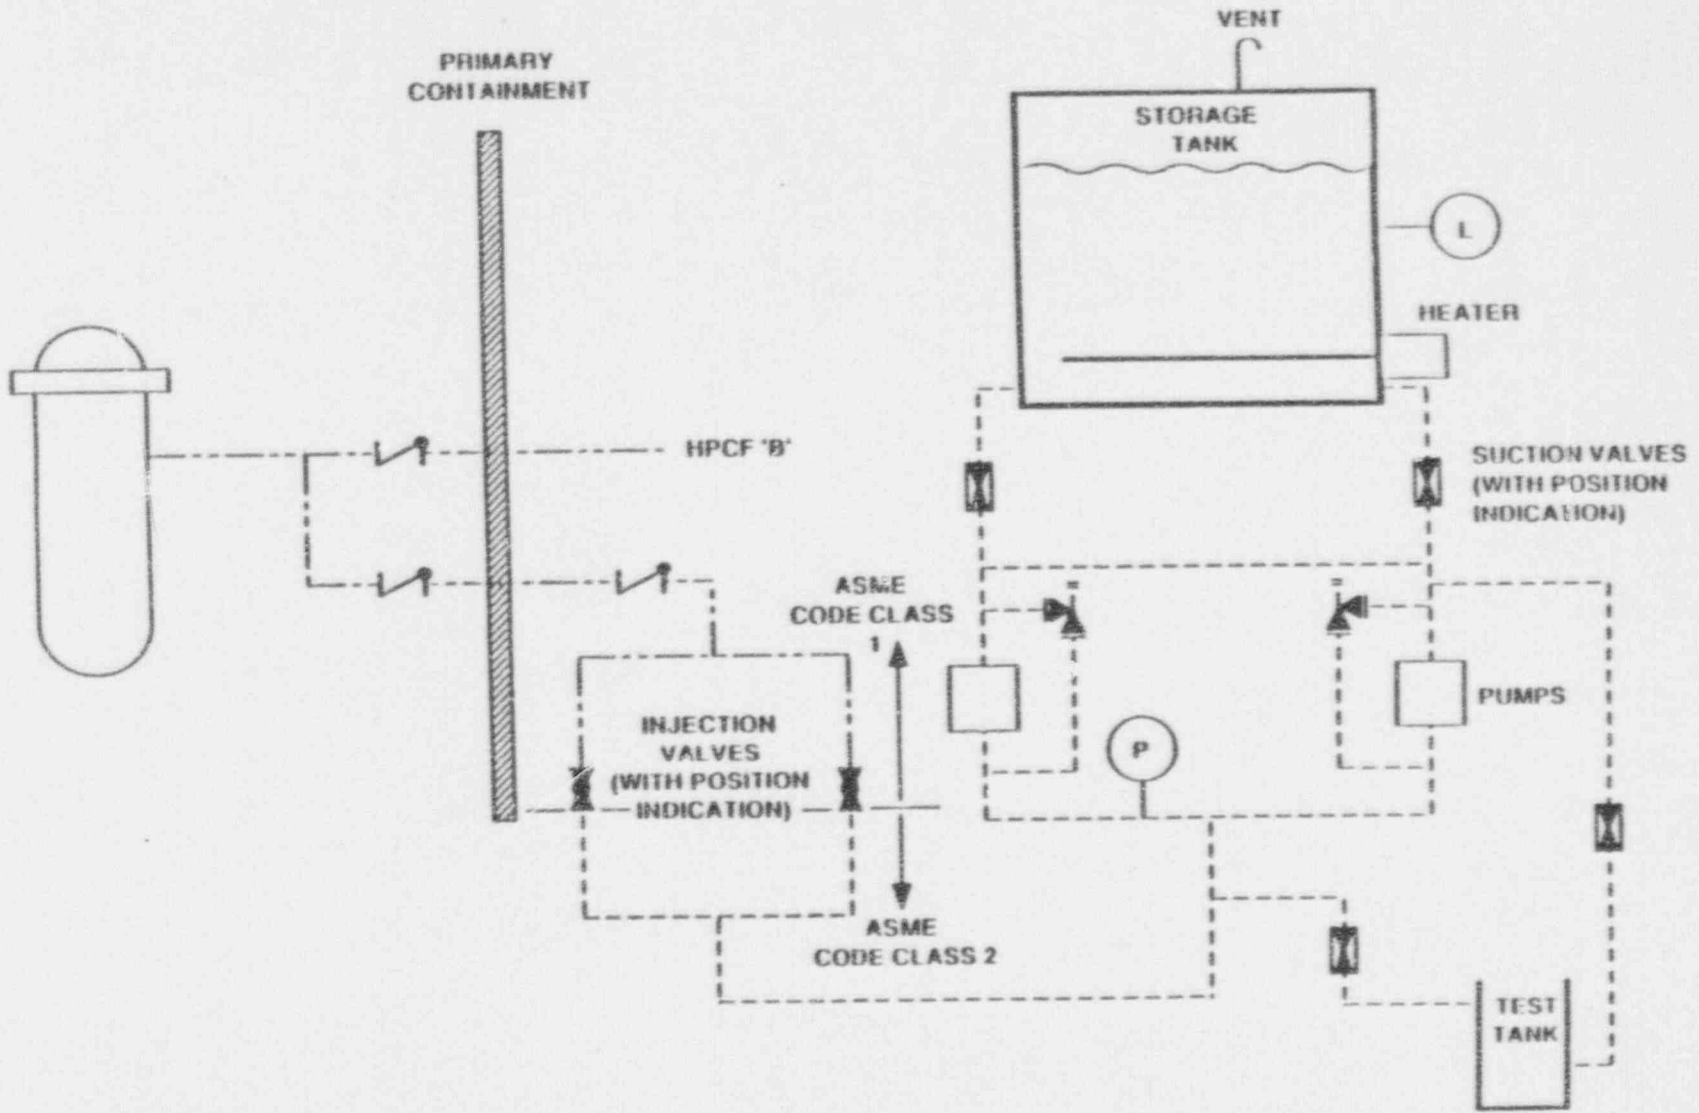 VENT
PRIMARY
CONTAINMENT
STORAGE
TANK
L
HEATER
HPCF "B"
SUCTION VALVES
(WITH POSITION
INDICATION)
ASME
CODE CLASS
1
PUMPS
INJECTION
VALVES
(WITH POSITION
INDICATION)
P
ASME
CODE CLASS 2
TEST
TANK